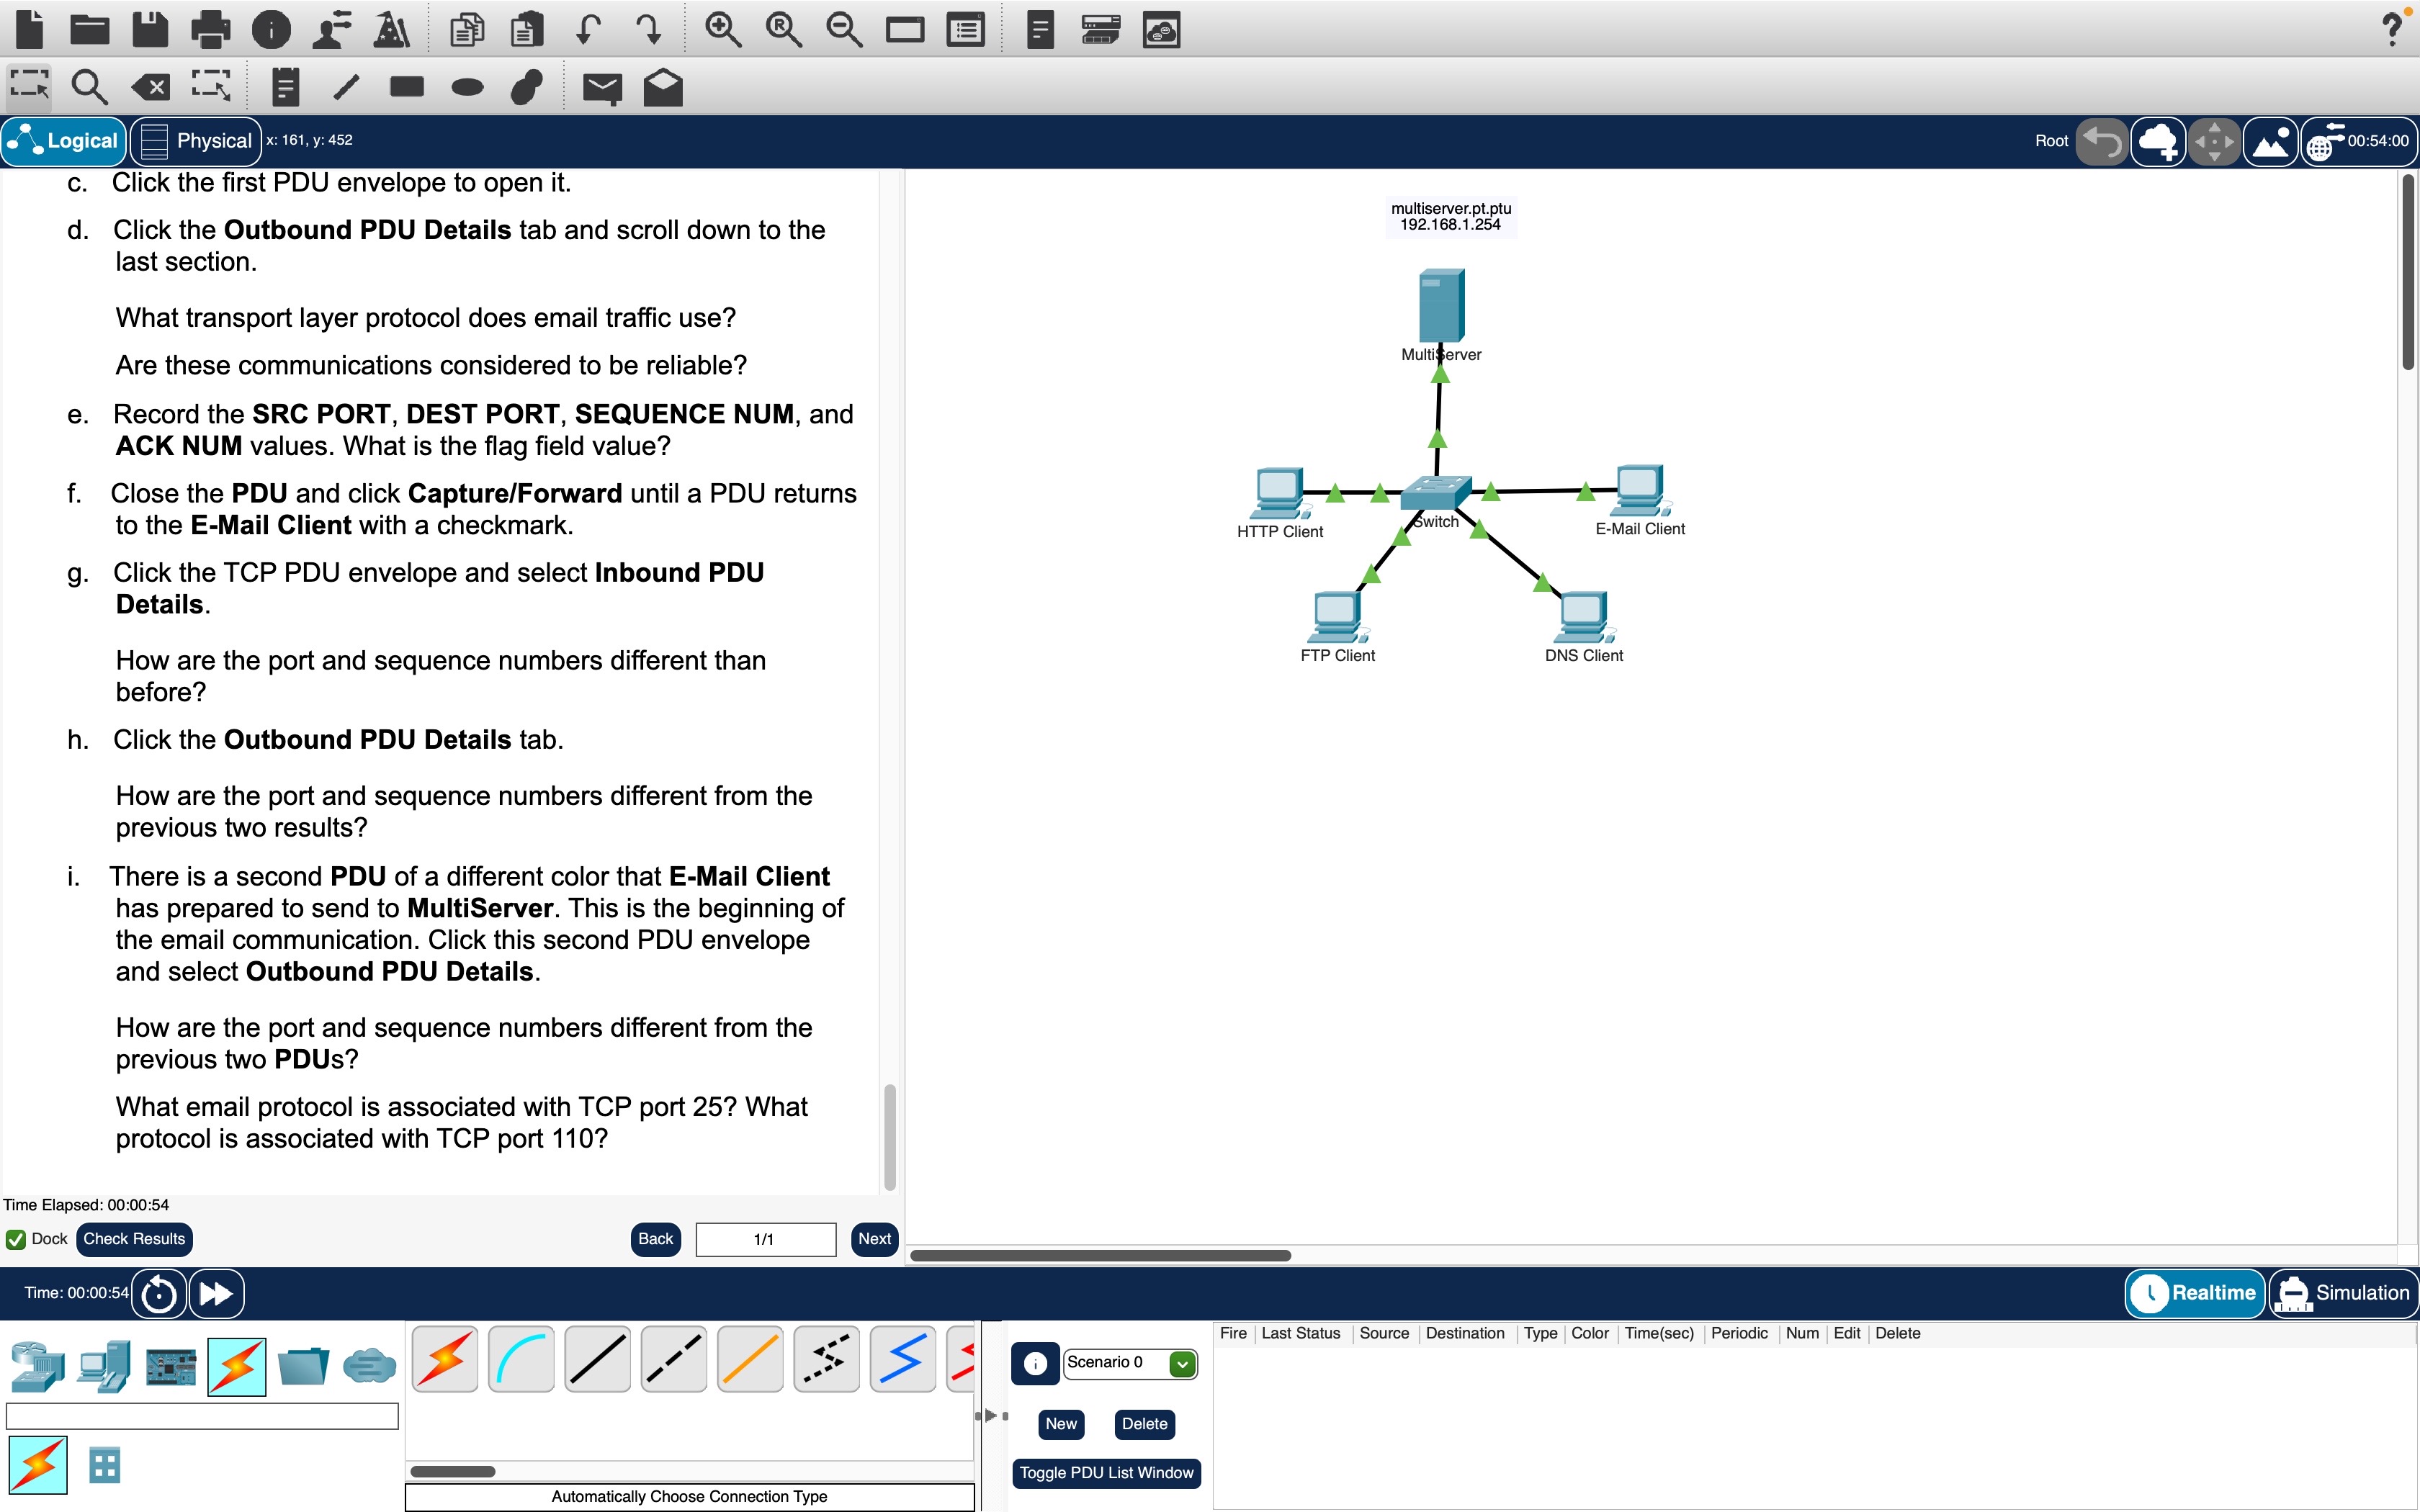 Logical
Physical
x: 161, y: 452
Root
00:54:00
c. Click the first PDU envelope to open it.
d. Click the Outbound PDU Details tab and scroll down to the
last section.
What transport layer protocol does email traffic use?
Are these communications considered to be reliable?
e. Record the SRC PORT, DEST PORT, SEQUENCE NUM, and
ACK NUM values. What is the flag field value?
f. Close the PDU and click Capture/Forward until a PDU returns
to the E-Mail Client with a checkmark.
g. Click the TCP PDU envelope and select Inbound PDU
Details.
How are the port and sequence numbers different than
before?
h. Click the Outbound PDU Details tab.
How are the port and sequence numbers different from the
previous two results?
i. There is a second PDU of a different color that E-Mail Client
has prepared to send to MultiServer. This is the beginning of
the email communication. Click this second PDU envelope
and select Outbound PDU Details.
How are the port and sequence numbers different from the
previous two PDUs?
What email protocol is associated with TCP port 25? What
protocol is associated with TCP port 110?
Time Elapsed: 00:00:54
Dock
Check Results
Back
1/1
Next
multiserver.pt.ptu
192.168.1.254
MultiServer
HTTP Client
Switch
E-Mail Client
FTP Client
DNS Client
Time: 00:00:54
Realtime
Simulation
Automatically Choose Connection Type
Scenario 0
New
Delete
Toggle PDU List Window
Fire Last Status Source Destination Type Color Time(sec) Periodic Num Edit Delete